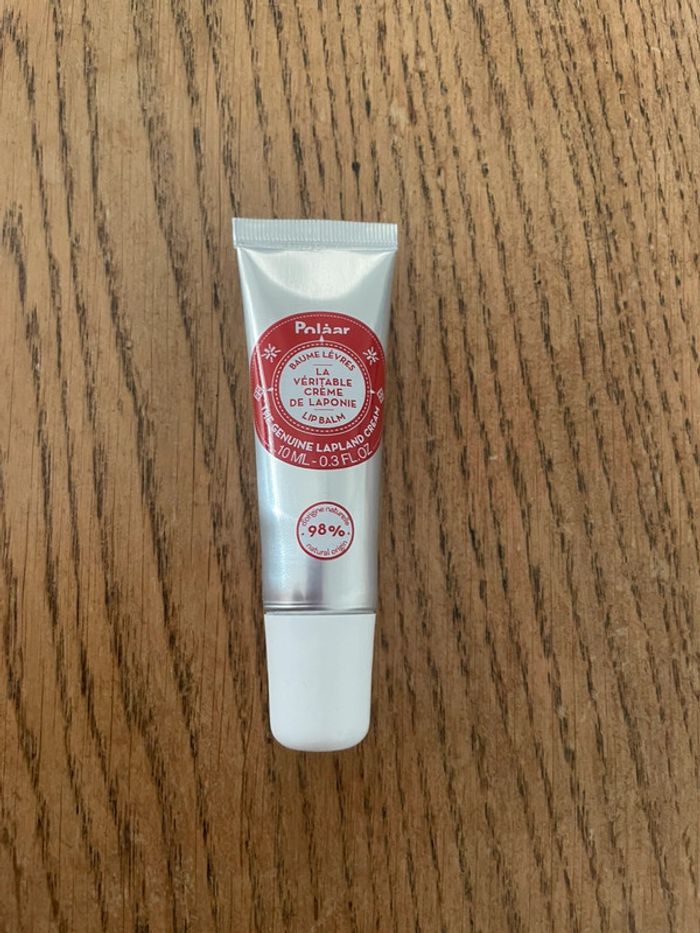 Polåar
BAUME LÈVRES
LA
VÉRITABLE
CRÈME
DE LAPONIE
LIP BALM
THE GENUINE LAPLAND CREAM
10 ML - 0.3 FL.OZ
d'origine naturelle
98%
natural origin